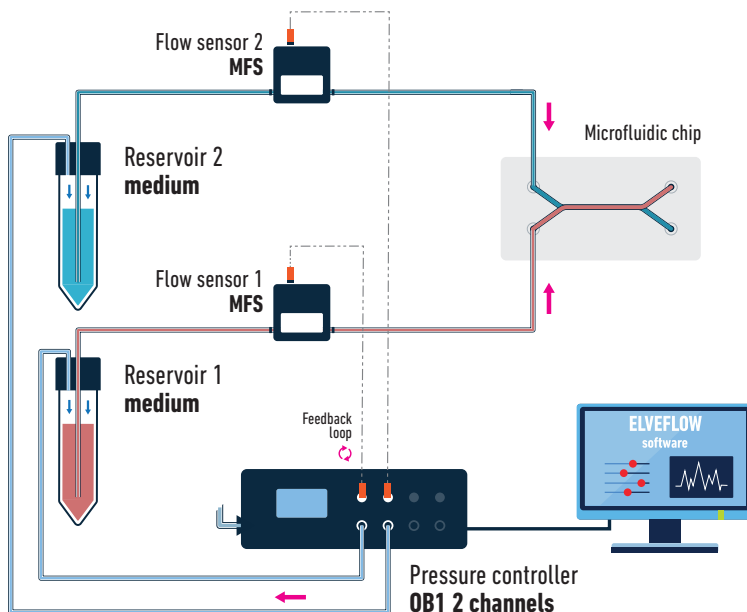 Flow sensor 2
MFS
Microfluidic chip
Reservoir 2
medium
Flow sensor 1
MFS
Reservoir 1
medium
Feedback
loop
ELVEFLOW
software
Pressure controller
OB1 2 channels